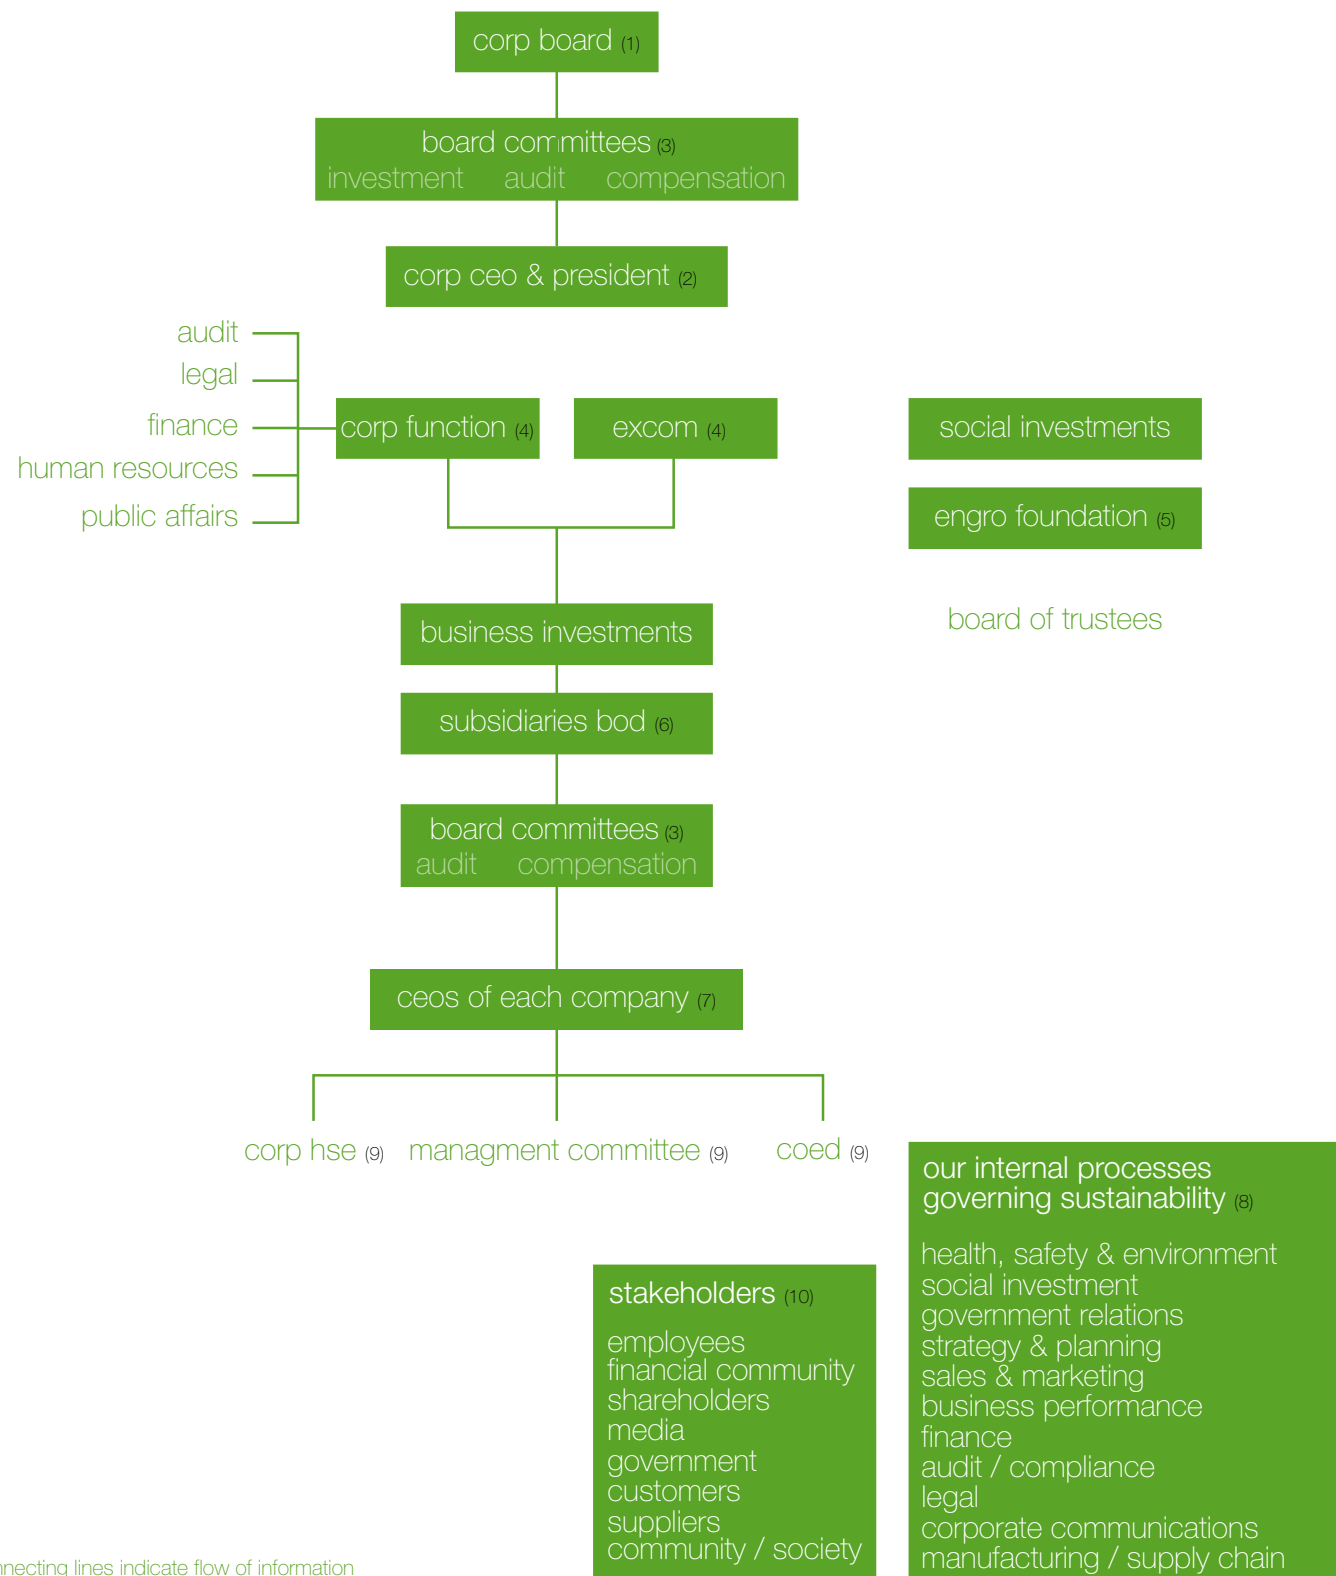 corp board (1)
board committees (3)
investment audit compensation
corp ceo & president (2)
audit
legal
finance
human resources
public affairs
corp function (4)
excom (4)
social investments
engro foundation (5)
board of trustees
business investments
subsidiaries bod (6)
board committees (3)
audit compensation
ceos of each company (7)
corp hse (9)
managment committee (9)
coed (9)
stakeholders (10)
employees
financial community
shareholders
media
government
customers
suppliers
community / society
our internal processes
governing sustainability (8)
health, safety & environment
social investment
government relations
strategy & planning
sales & marketing
business performance
finance
audit / compliance
legal
corporate communications
manufacturing / supply chain
lines indicate flow of information